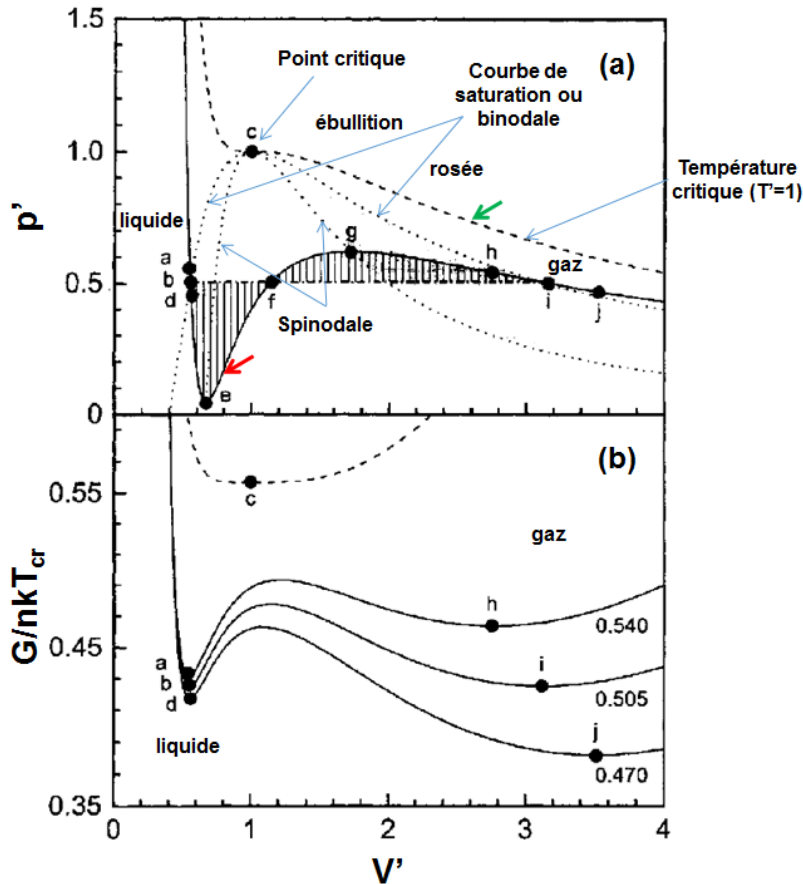 1.5
(a)
Point critique
Courbe de
saturation ou
binodale
ébullition
c
1.0
rosée
Température
critique (T'=1)
p'
liquide
g
h
gaz
a
0.5
b
d
f
i
j
Spinodale
e
0
(b)
0.55
c
gaz
G/nkTcr
h
0.540
0.45
a
b
i
0.505
d
liquide
j
0.470
0.35
0
1
2
3
4
V'